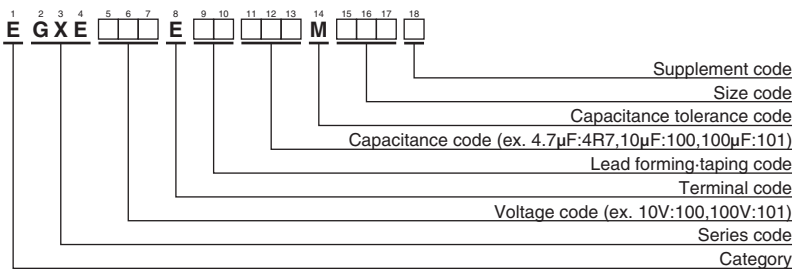 1 2 3 4 5 6 7 8 9 10 11 12 13 14 15 16 17 18
E GXE E M
Supplement code
Size code
Capacitance tolerance code
Capacitance code (ex. 4.7μF:4R7,10μF:100,100μF:101)
Lead forming·taping code
Terminal code
Voltage code (ex. 10V:100,100V:101)
Series code
Category